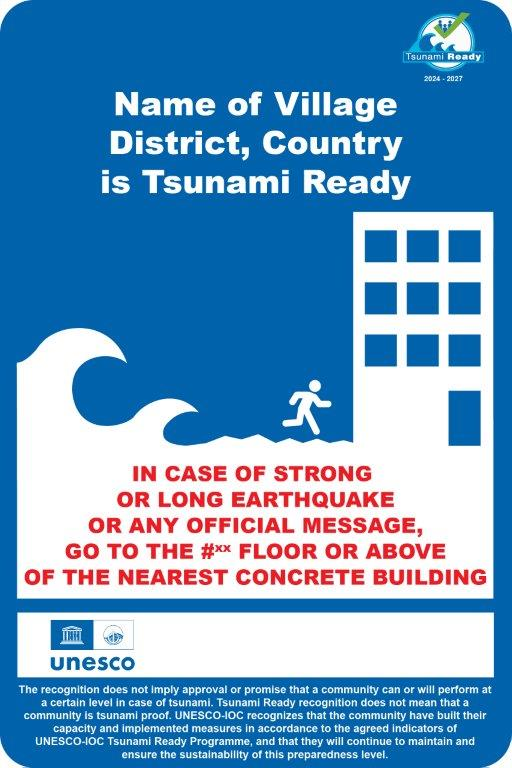 Tsunami Ready
2024 - 2027
Name of Village
District, Country
is Tsunami Ready
IN CASE OF STRONG
OR LONG EARTHQUAKE
OR ANY OFFICIAL MESSAGE,
GO TO THE #xx FLOOR OR ABOVE
OF THE NEAREST CONCRETE BUILDING
unesco
The recognition does not imply approval or promise that a community can or will perform at
a certain level in case of tsunami. Tsunami Ready recognition does not mean that a
community is tsunami proof. UNESCO-IOC recognizes that the community have built their
capacity and implemented measures in accordance to the agreed indicators of
UNESCO-IOC Tsunami Ready Programme, and that they will continue to maintain and
ensure the sustainability of this preparedness level.